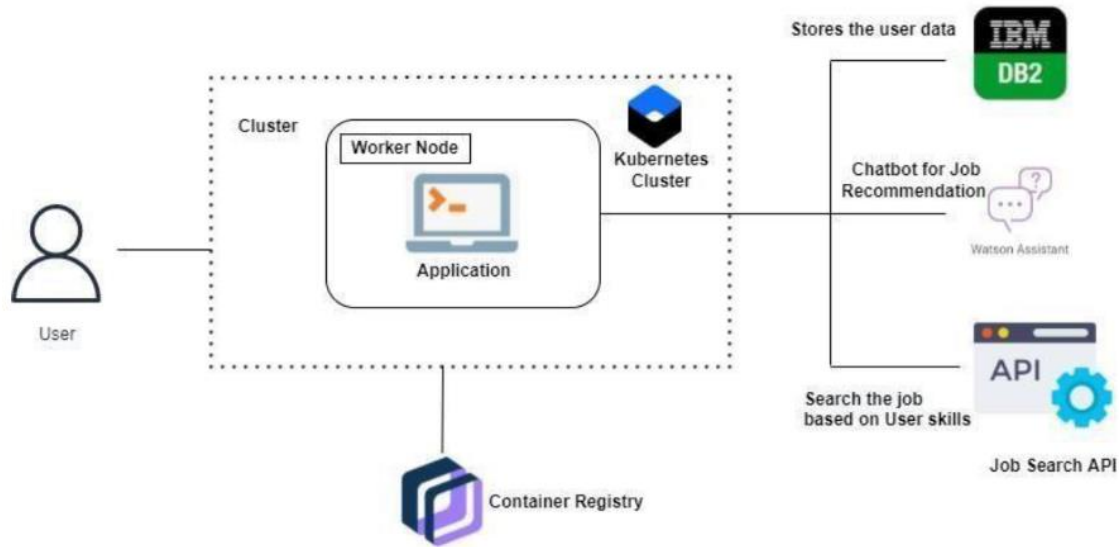 Stores the user data
IBM
DB2
Cluster
Worker Node
Kubernetes
Cluster
Application
Chatbot for Job
Recommendation
?
Watson Assistant
User
API
Search the job
based on User skills
Job Search API
Container Registry